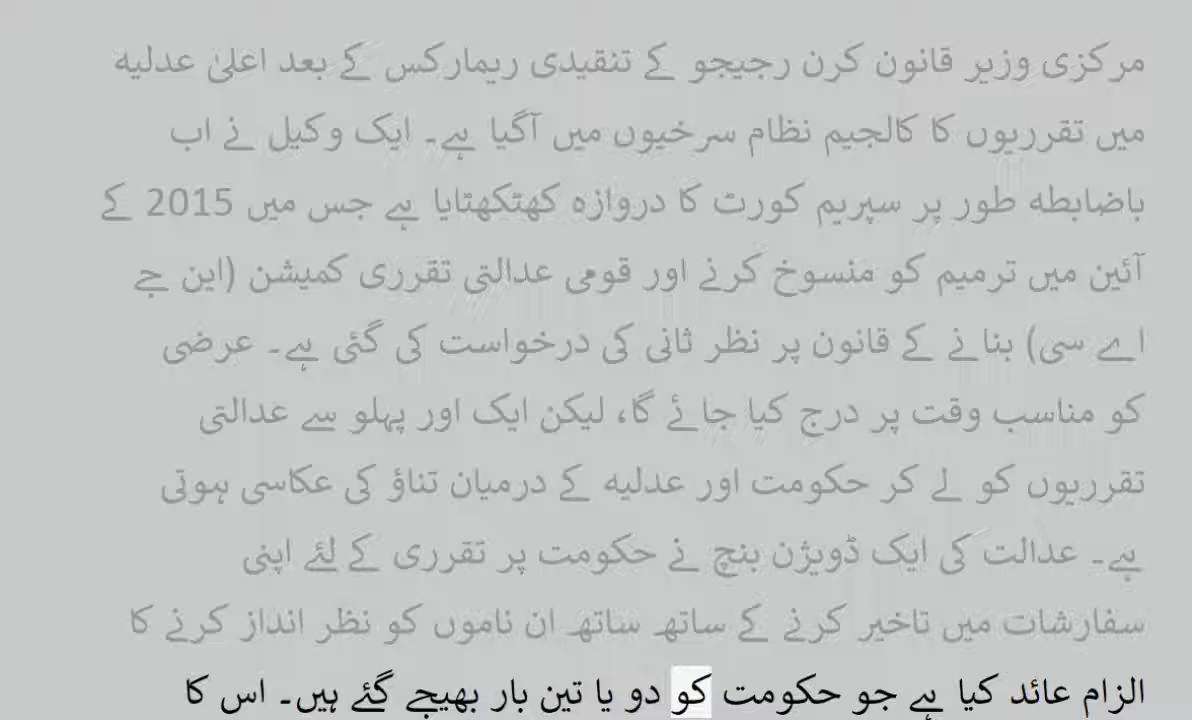 مرکزی وزیر قانون کرن رجیجو کے تنقیدی ریمارکس کے بعد اعلیٰ عدلیہ
میں تقرریوں کا کالجیم نظام سرخیوں میں آگیا ہے۔ ایک وکیل نے اب
باضابطہ طور پر سپریم کورٹ کا دروازہ کھتکھتایا ہے جس میں 2015 کے
آئین میں ترمیم کو منسوخ کرنے اور قومی عدالتی تقرری کمیشن (این جے
اے سی) بنانے کے قانون پر نظر ثانی کی درخواست کی گئی ہے۔ عرضی
کو مناسب وقت پر درج کیا جائے گا، لیکن ایک اور پہلو سے عدالتی
تقرریوں کو لے کر حکومت اور عدلیہ کے درمیان تناؤ کی عکاسی ہوتی
ہے۔ عدالت کی ایک ڈویژن بنچ نے حکومت پر تقرری کے لئے اپنی
سفارشات میں تاخیر کرنے کے ساتھ ساتھ ان ناموں کو نظر انداز کرنے کا
الزام عائد کیا ہے جو حکومت کو دو یا تین بار بھیجے گئے ہیں۔ اس کا